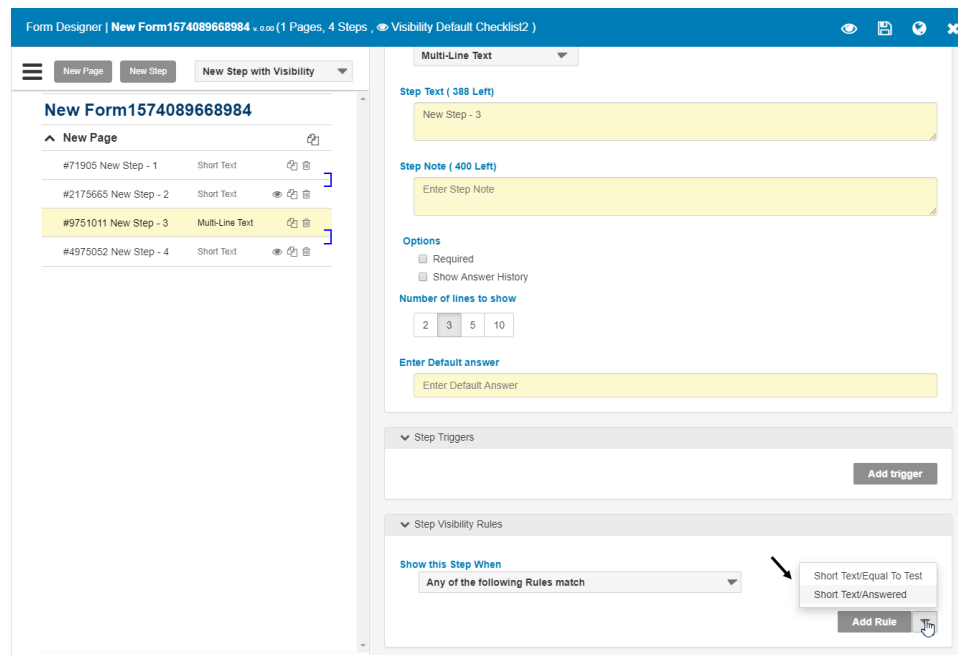 Form Designer | New Form1574089668984 v. 0.00 (1 Pages, 4 Steps , Visibility Default Checklist2 )
New Page
New Step
New Step with Visibility
New Form1574089668984
New Page
#71905 New Step - 1 Short Text
#2175665 New Step - 2 Short Text
#9751011 New Step - 3 Multi-Line Text
#4975052 New Step - 4 Short Text
Multi-Line Text
Step Text ( 388 Left)
New Step - 3
Step Note ( 400 Left)
Enter Step Note
Options
Required
Show Answer History
Number of lines to show
2 3 5 10
Enter Default answer
Enter Default Answer
Step Triggers
Add trigger
Step Visibility Rules
Show this Step When
Any of the following Rules match
Short Text/Equal To Test
Short Text/Answered
Add Rule